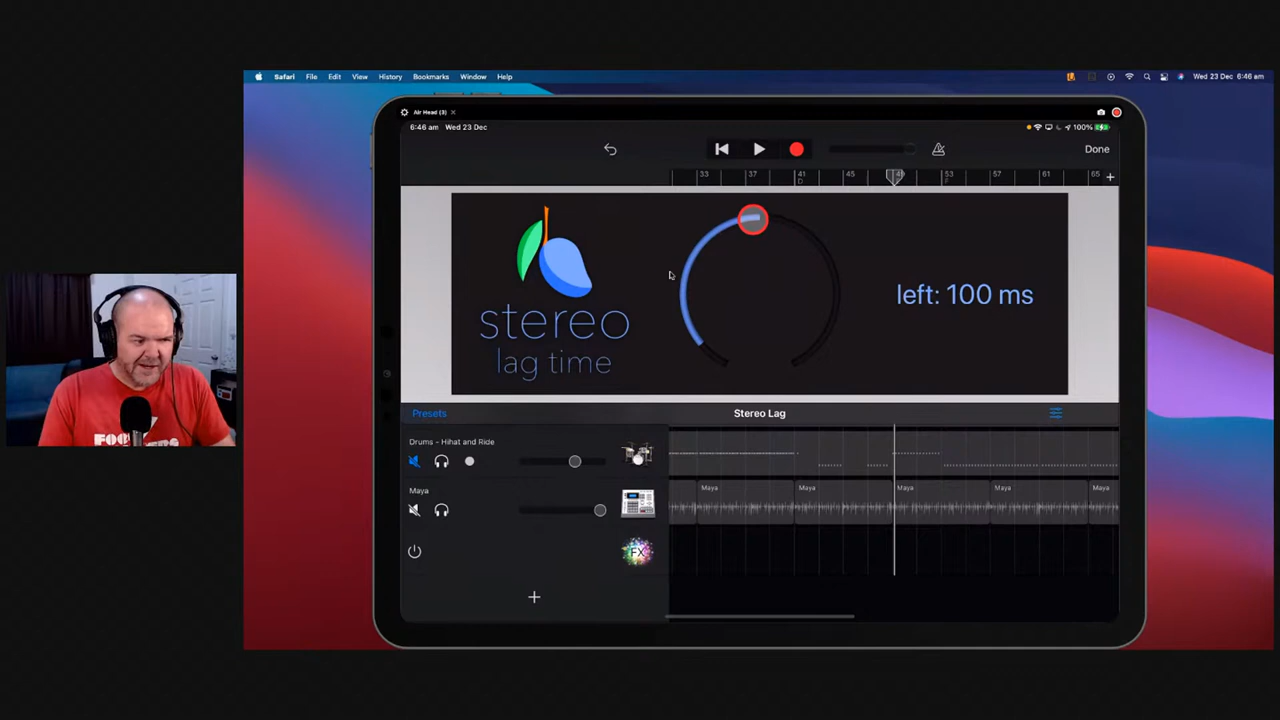 Safari File Edit View History Bookmarks Window Help
Wed 23 Dec 6:46 am
Air Head (3)
6:46 am Wed 23 Dec
100%
Done
33 37 41 45 49 53 57 61 65
D
F
+
stereo
lag time
left: 100 ms
Presets
Stereo Lag
Drums - Hihat and Ride
Maya
Maya Maya Maya Maya Maya
FX
+
FOO